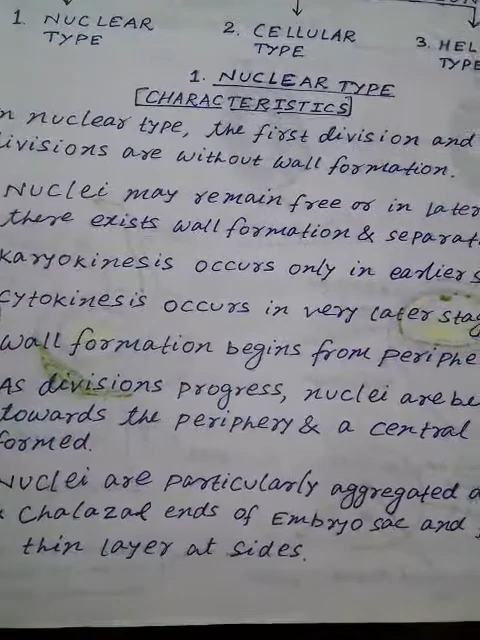 1. NUCLEAR TYPE
2. CELLULAR TYPE
3. HEL
TYPE
1. NUCLEAR TYPE
[CHARACTERISTICS]
n nuclear type, the first division and
ivisions are without wall formation.
Nuclei may remain free or in later
there exists wall formation & separat
Karyokinesis occurs only in earlier s
cytokinesis occurs in very later stag
wall formation begins from periphe
As divisions progress, nuclei are be
towards the periphery & a central
formed.
Nuclei are particularly aggregated a
& Chalazal ends of Embryo sac and
thin layer at sides.